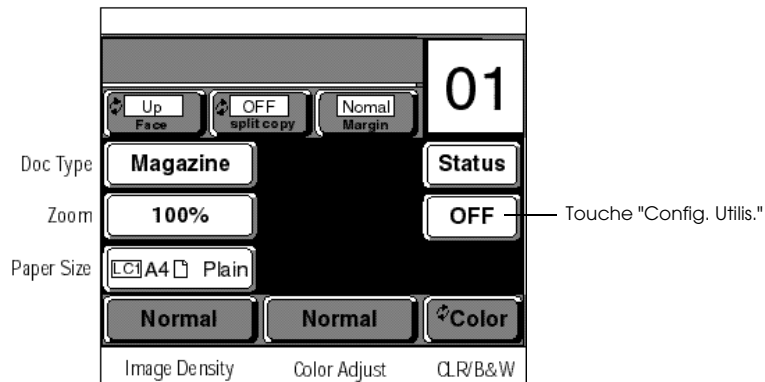 01
Up
Face
OFF
split copy
Nomal
Margin
Doc Type
Magazine
Status
Zoom
100%
OFF
Touche "Config. Utilis."
Paper Size
LC1 A4 Plain
Normal
Normal
Color
Image Density
Color Adjust
CLR/B&W